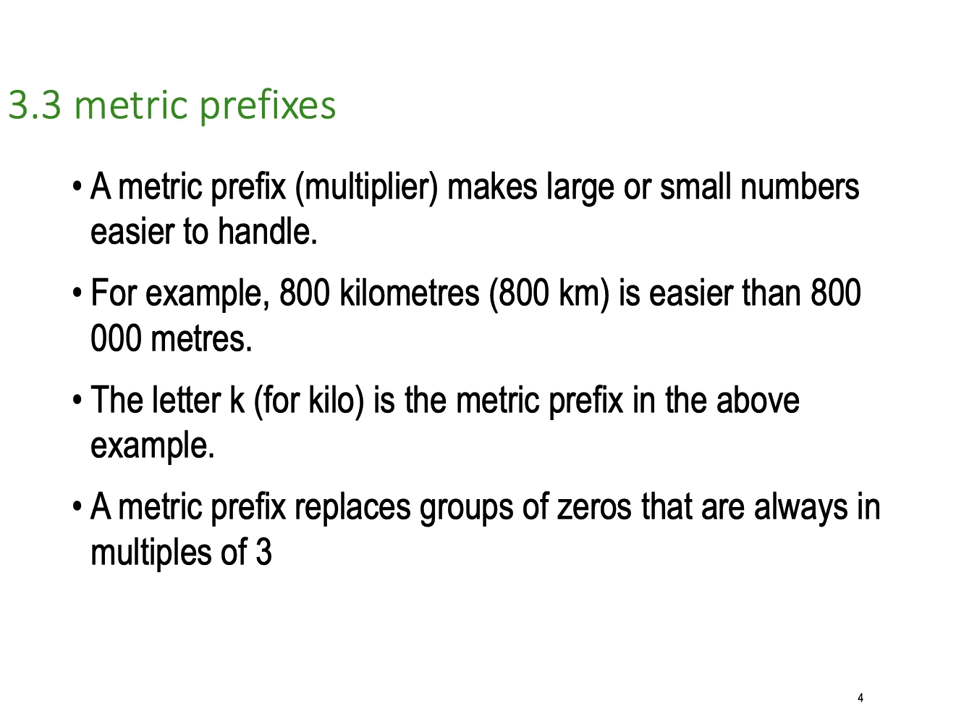 3.3 metric prefixes
• A metric prefix (multiplier) makes large or small numbers
easier to handle.
• For example, 800 kilometres (800 km) is easier than 800
000 metres.
• The letter k (for kilo) is the metric prefix in the above
example.
• A metric prefix replaces groups of zeros that are always in
multiples of 3
4